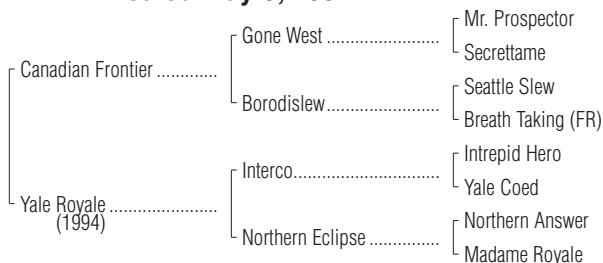 Mr. Prospector
Gone West ........................
Secrettame
Canadian Frontier .............
Seattle Slew
Borodislew........................
Breath Taking (FR)
Intrepid Hero
Interco..............................
Yale Coed
Yale Royale ......................
(1994)
Northern Answer
Northern Eclipse ...............
Madame Royale